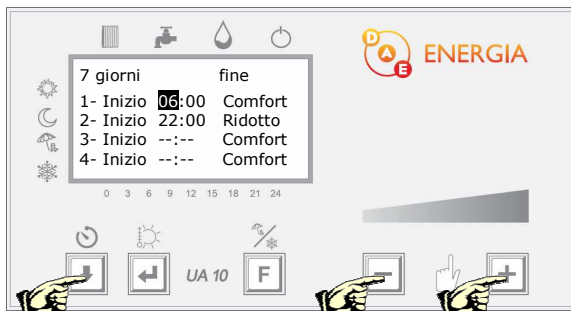 DAE ENERGIA
7 giorni fine
1- Inizio 06:00 Comfort
2- Inizio 22:00 Ridotto
3- Inizio --:-- Comfort
4- Inizio --:-- Comfort
0 3 6 9 12 15 18 21 24
UA 10 F - +